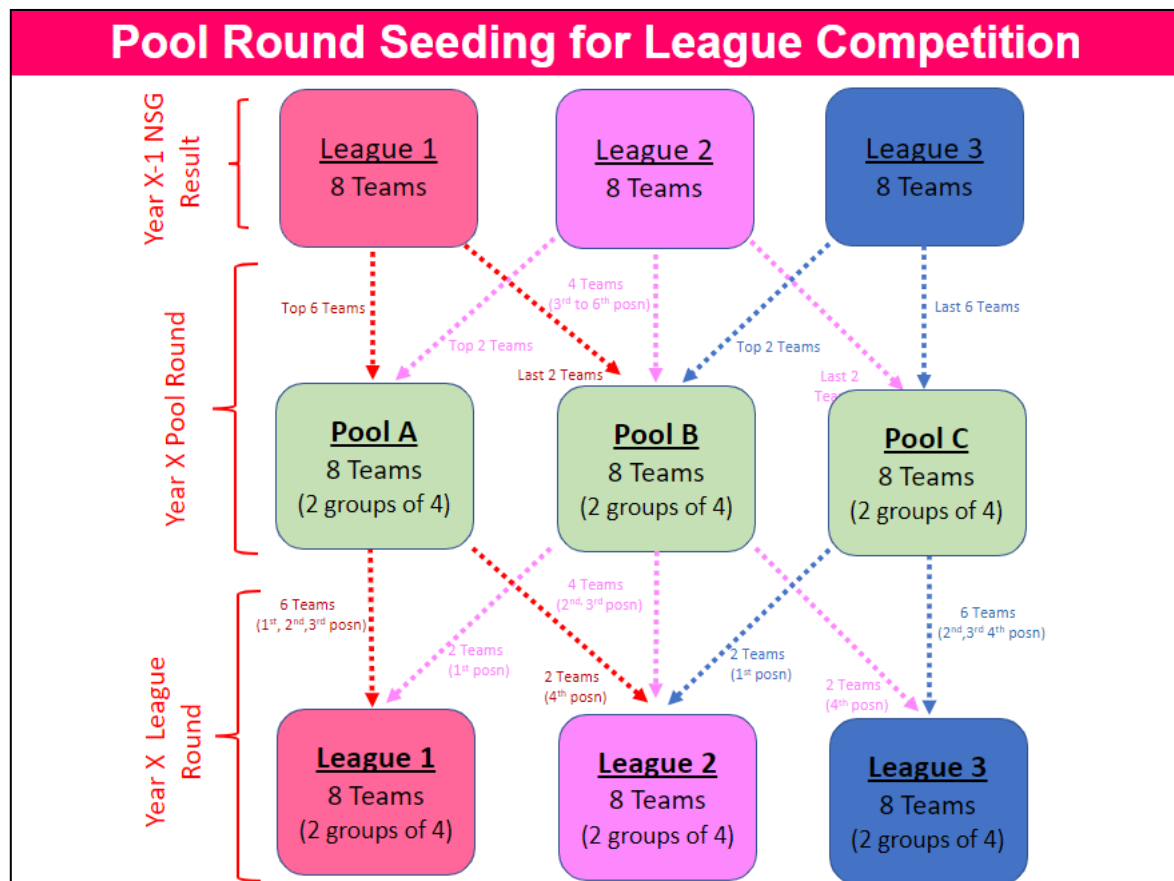 Pool Round Seeding for League Competition
Year X-1 NSG
Result
League 1
8 Teams
League 2
8 Teams
League 3
8 Teams
Year X Pool Round
Top 6 Teams
Top 2 Teams
Last 2 Teams
4 Teams
(3rd to 6th posn)
Top 2 Teams
Last 2
Team
Last 6 Teams
Pool A
8 Teams
(2 groups of 4)
Pool B
8 Teams
(2 groups of 4)
Pool C
8 Teams
(2 groups of 4)
Year X League
Round
6 Teams
(1st, 2nd,3rd posn)
2 Teams
(1st posn)
2 Teams
(4th posn)
4 Teams
(2nd, 3rd posn)
2 Teams
(1st posn)
2 Teams
(4th posn)
6 Teams
(2nd,3rd 4th posn)
League 1
8 Teams
(2 groups of 4)
League 2
8 Teams
(2 groups of 4)
League 3
8 Teams
(2 groups of 4)